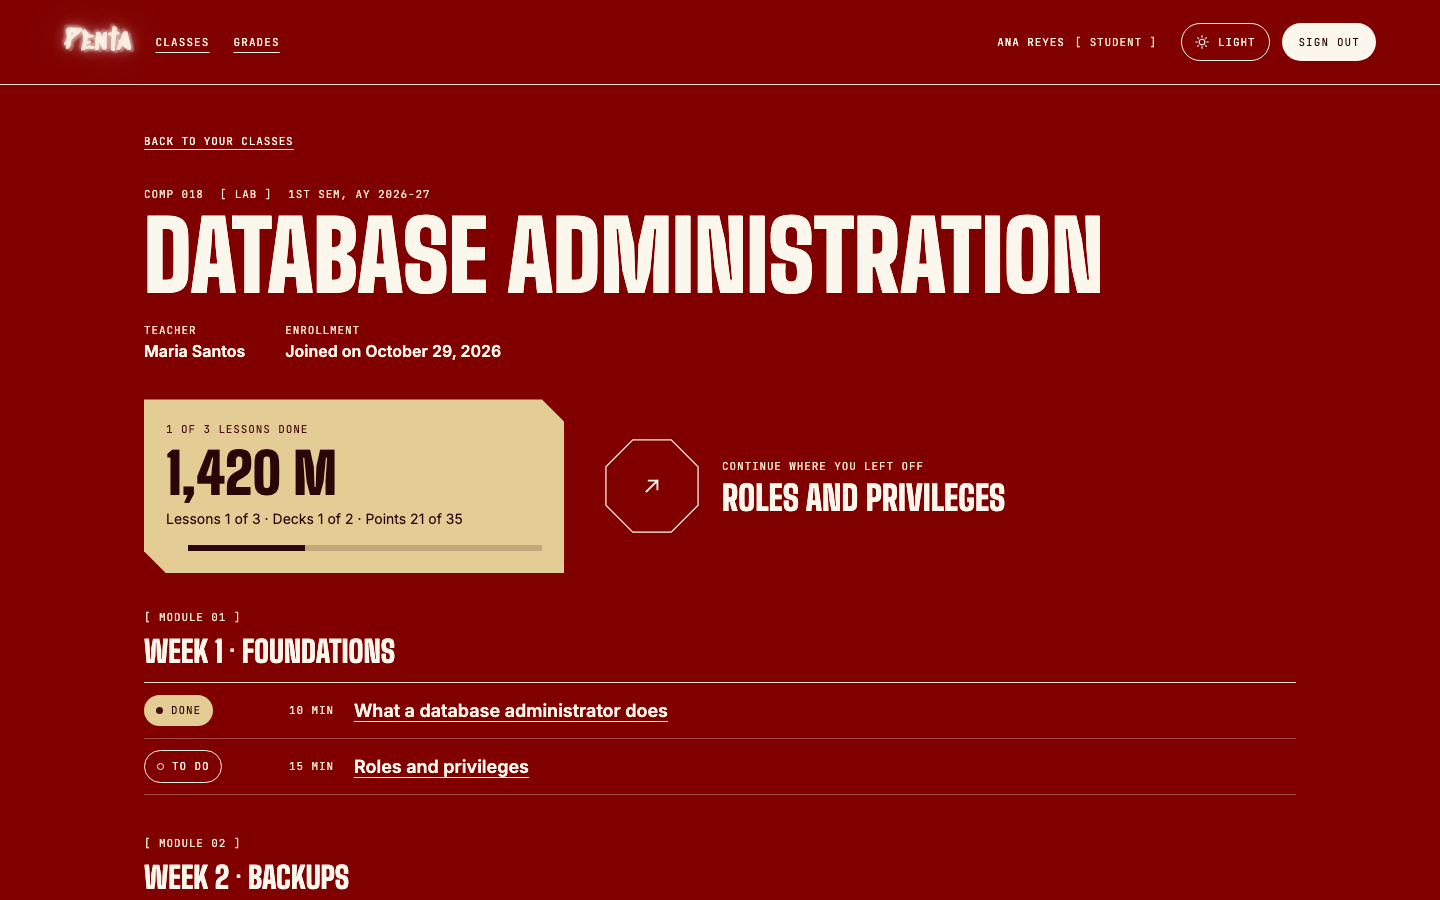 PENTA
CLASSES
GRADES
ANA REYES [ STUDENT ]
LIGHT
SIGN OUT
BACK TO YOUR CLASSES
COMP 018 [ LAB ] 1ST SEM, AY 2026-27
DATABASE ADMINISTRATION
TEACHER
Maria Santos
ENROLLMENT
Joined on October 29, 2026
1 OF 3 LESSONS DONE
1,420 M
Lessons 1 of 3 · Decks 1 of 2 · Points 21 of 35
CONTINUE WHERE YOU LEFT OFF
ROLES AND PRIVILEGES
[ MODULE 01 ]
WEEK 1 · FOUNDATIONS
DONE 10 MIN What a database administrator does
TO DO 15 MIN Roles and privileges
[ MODULE 02 ]
WEEK 2 · BACKUPS